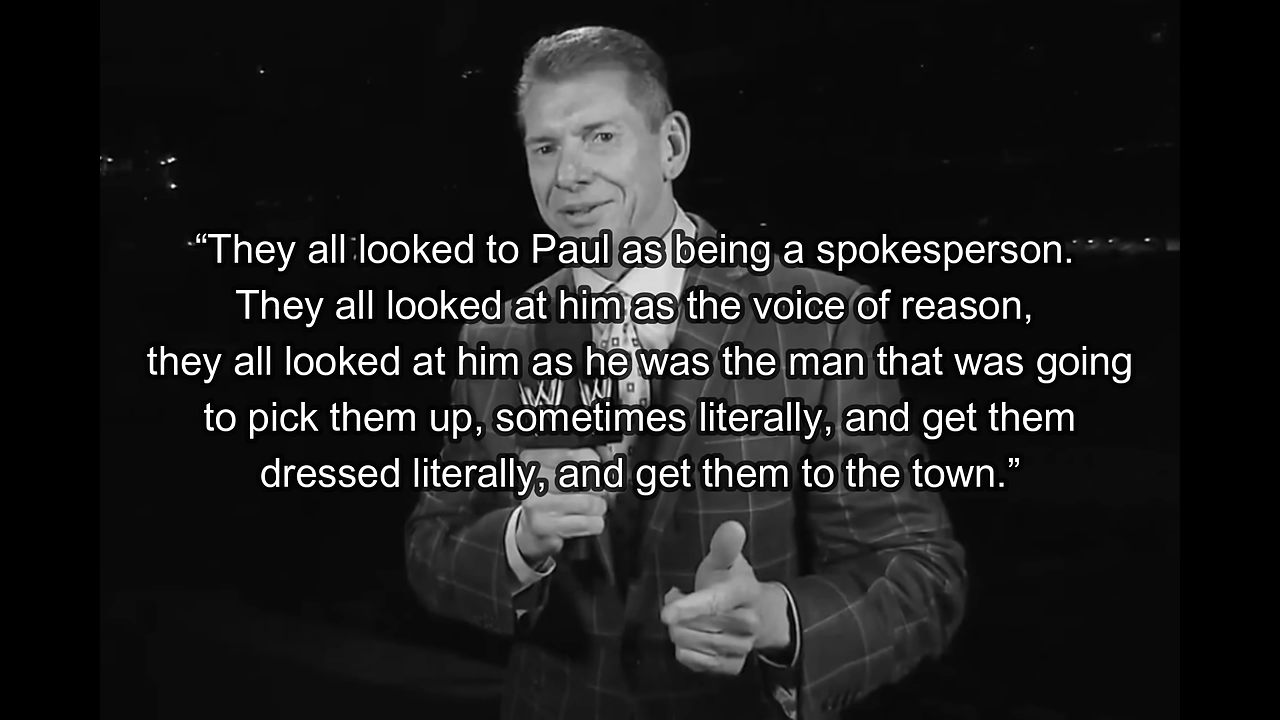 “They all looked to Paul as being a spokesperson.
They all looked at him as the voice of reason,
they all looked at him as he was the man that was going
to pick them up, sometimes literally, and get them
dressed literally, and get them to the town.”